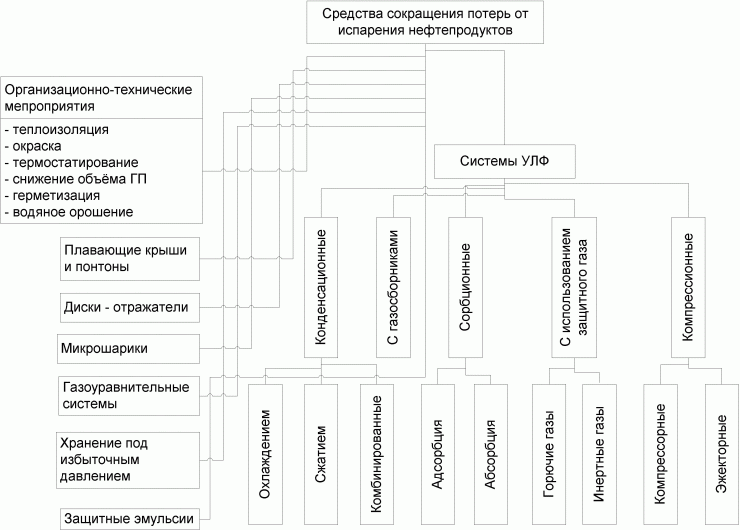 Средства сокращения потерь от
испарения нефтепродуктов
Организационно-технические
мепроприятия
- теплоизоляция
- окраска
- термостатирование
- снижение объёма ГП
- герметизация
- водяное орошение
Системы УЛФ
Плавающие крыши
и понтоны
Диски - отражатели
Микрошарики
Газоуравнительные
системы
Хранение под
избыточным
давлением
Защитные эмульсии
Конденсационные
С газосборниками
Сорбционные
С использованием
защитного газа
Компрессионные
Охлаждением
Сжатием
Комбинированные
Адсорбция
Абсорбция
Горючие газы
Инертные газы
Компрессорные
Эжекторные